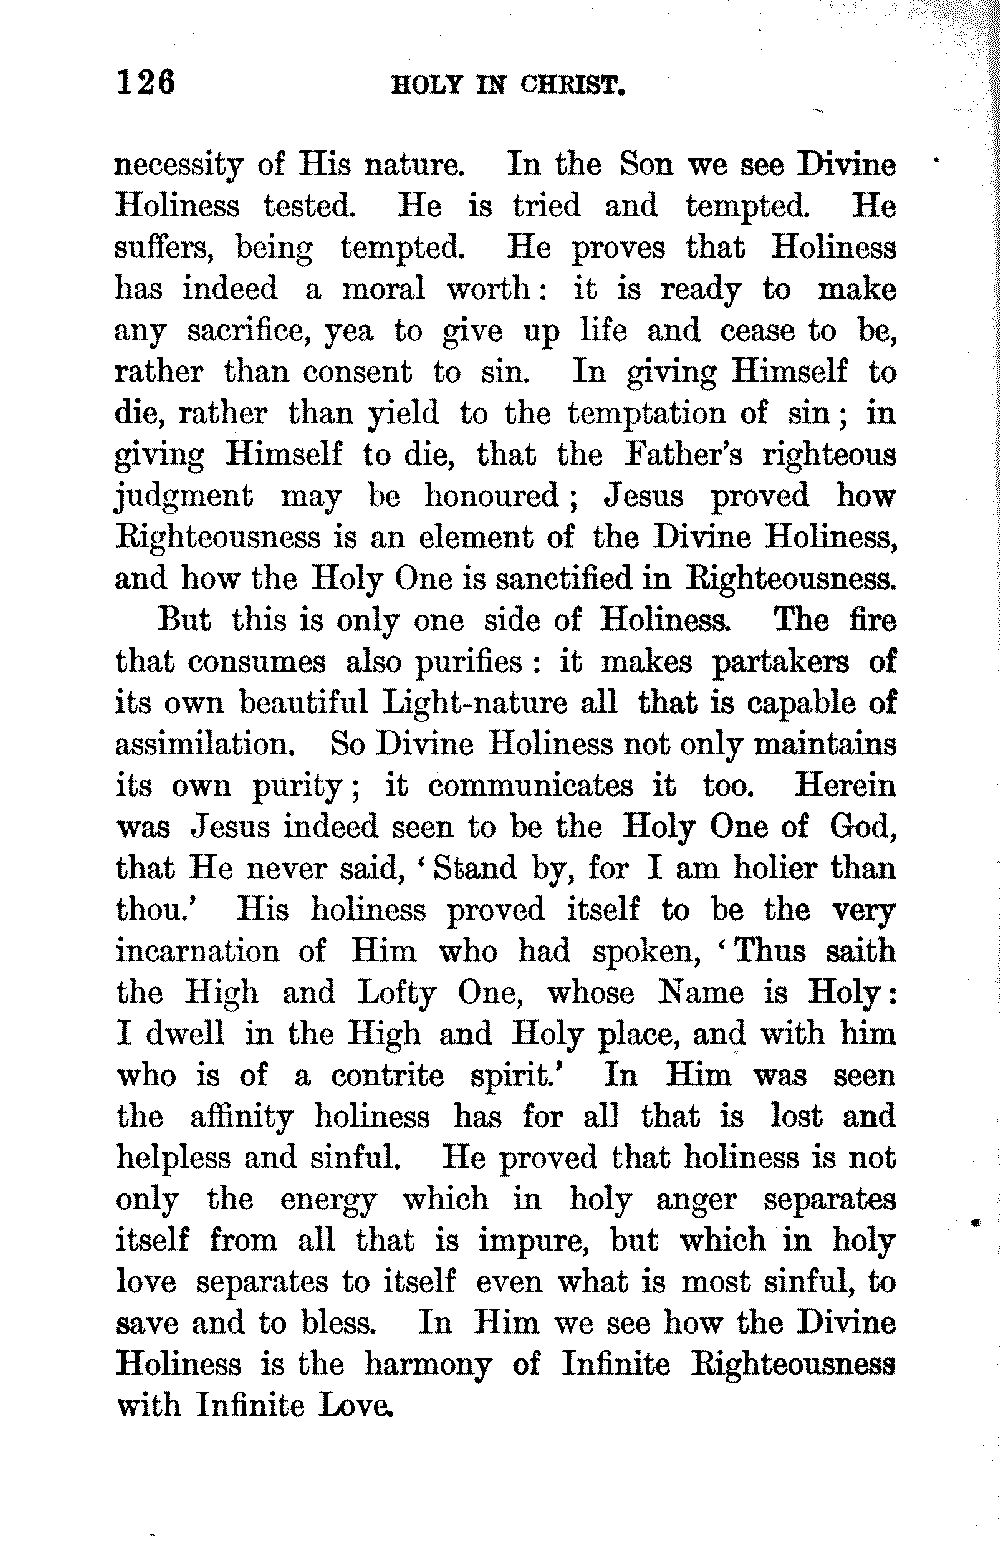 126 HOLY IN CHRIST.
necessity of His nature. In the Son we see Divine
Holiness tested. He is tried and tempted. He
suffers, being tempted. He proves that Holiness
has indeed a moral worth: it is ready to make
any sacrifice, yea to give up life and cease to be,
rather than consent to sin. In giving Himself to
die, rather than yield to the temptation of sin; in
giving Himself to die, that the Father's righteous
judgment may be honoured; Jesus proved how
Righteousness is an element of the Divine Holiness,
and how the Holy One is sanctified in Righteousness.
But this is only one side of Holiness. The fire
that consumes also purifies: it makes partakers of
its own beautiful Light-nature all that is capable of
assimilation. So Divine Holiness not only maintains
its own purity; it communicates it too. Herein
was Jesus indeed seen to be the Holy One of God,
that He never said, 'Stand by, for I am holier than
thou.' His holiness proved itself to be the very
incarnation of Him who had spoken, 'Thus saith
the High and Lofty One, whose Name is Holy:
I dwell in the High and Holy place, and with him
who is of a contrite spirit.' In Him was seen
the affinity holiness has for all that is lost and
helpless and sinful. He proved that holiness is not
only the energy which in holy anger separates
itself from all that is impure, but which in holy
love separates to itself even what is most sinful, to
save and to bless. In Him we see how the Divine
Holiness is the harmony of Infinite Righteousness
with Infinite Love.